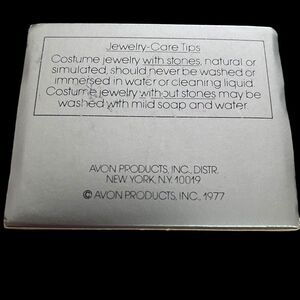 Jewelry-Care Tips
Costume jewelry with stones, natural or
simulated, should never be washed or
immersed in water or cleaning liquid.
Costume jewelry without stones may be
washed with mild soap and water.
AVON PRODUCTS, INC., DISTR.
NEW YORK, N.Y. 10019
© AVON PRODUCTS, INC., 1977